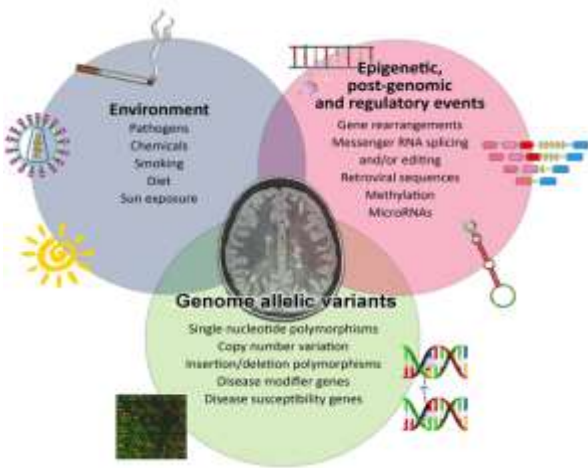 Environment
Pathogens
Chemicals
Smoking
Diet
Sun exposure
Epigenetic,
post-genomic
and regulatory events
Gene rearrangements
Messenger RNA splicing
and/or editing
Retroviral sequences
Methylation
MicroRNAs
Genome allelic variants
Single nucleotide polymorphisms
Copy number variation
Insertion/deletion polymorphisms
Disease modifier genes
Disease susceptibility genes